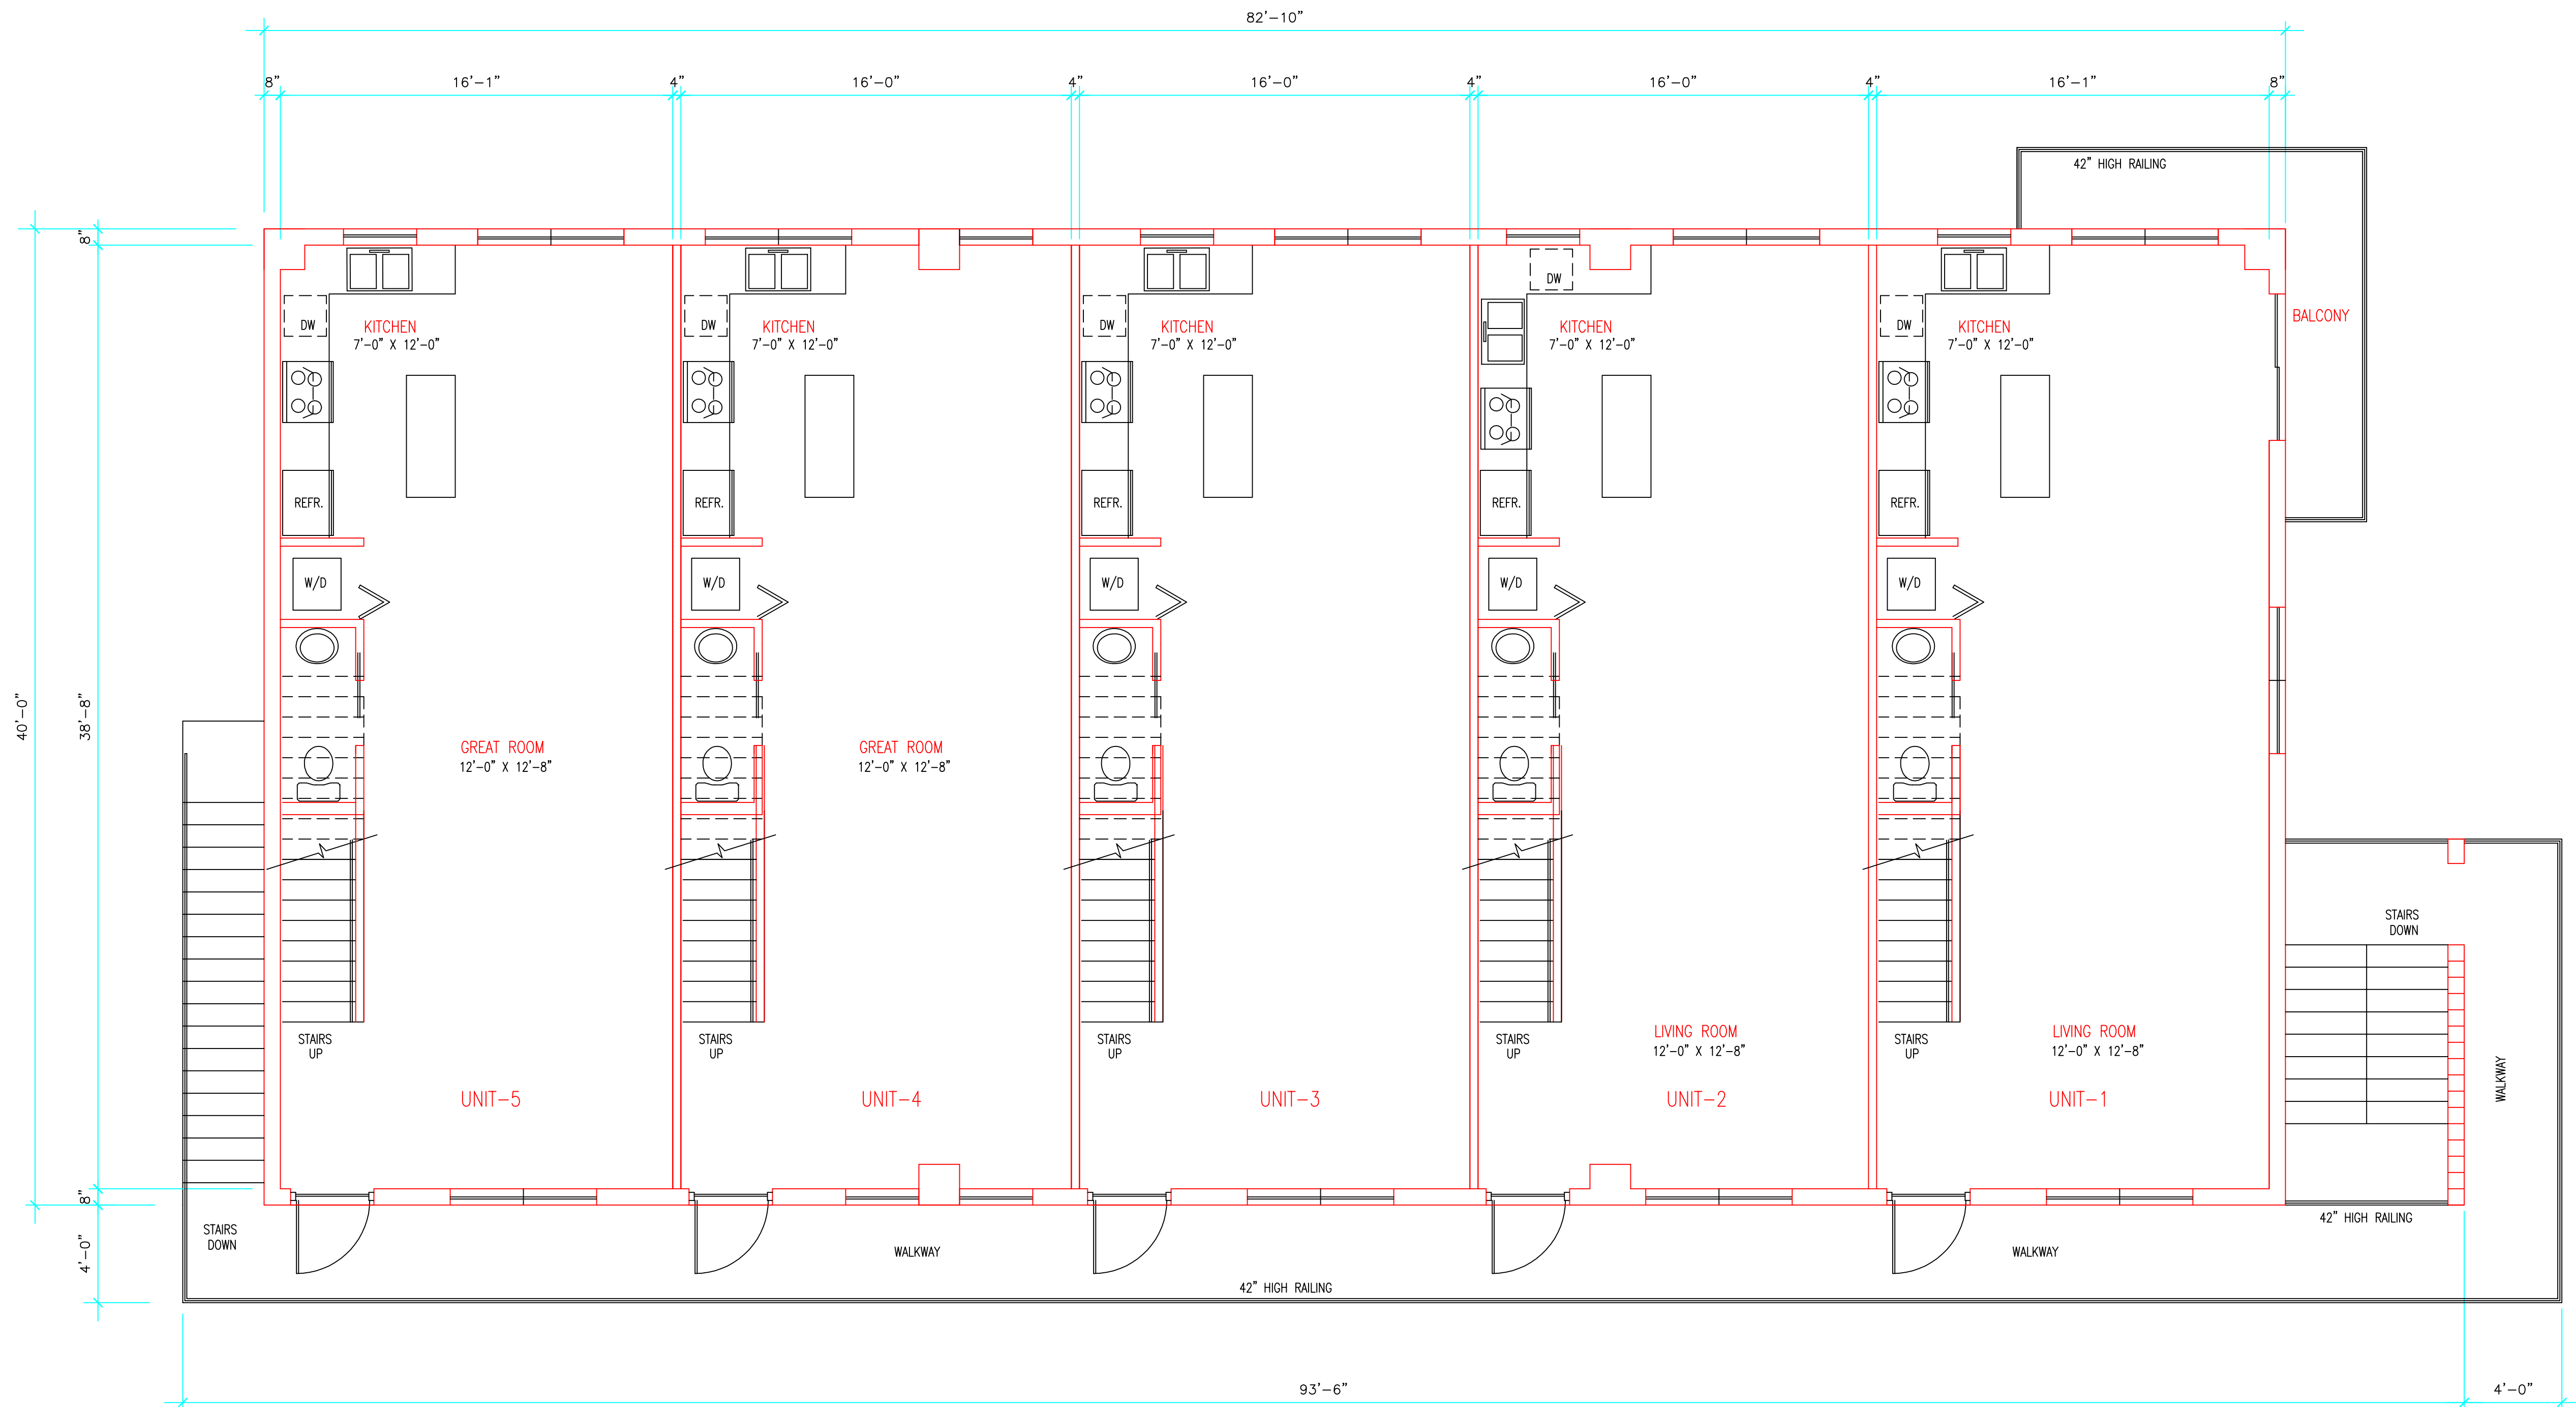 82'-10"
8" 16'-1" 4" 16'-0" 4" 16'-0" 4" 16'-0" 4" 16'-1" 8"
42" HIGH RAILING
8"
DW
DW DW DW DW
KITCHEN KITCHEN KITCHEN KITCHEN KITCHEN BALCONY
7'-0" X 12'-0" 7'-0" X 12'-0" 7'-0" X 12'-0" 7'-0" X 12'-0" 7'-0" X 12'-0"
REFR. REFR. REFR. REFR. REFR.
W/D W/D W/D W/D W/D
40'-0" 38'-8"
GREAT ROOM GREAT ROOM
12'-0" X 12'-8" 12'-0" X 12'-8"
STAIRS
DOWN
STAIRS STAIRS STAIRS STAIRS STAIRS
UP UP UP UP UP
LIVING ROOM LIVING ROOM
12'-0" X 12'-8" 12'-0" X 12'-8"
WALKWAY
UNIT-5 UNIT-4 UNIT-3 UNIT-2 UNIT-1
8"
42" HIGH RAILING
STAIRS
DOWN
4'-0"
WALKWAY WALKWAY
42" HIGH RAILING
93'-6" 4'-0"